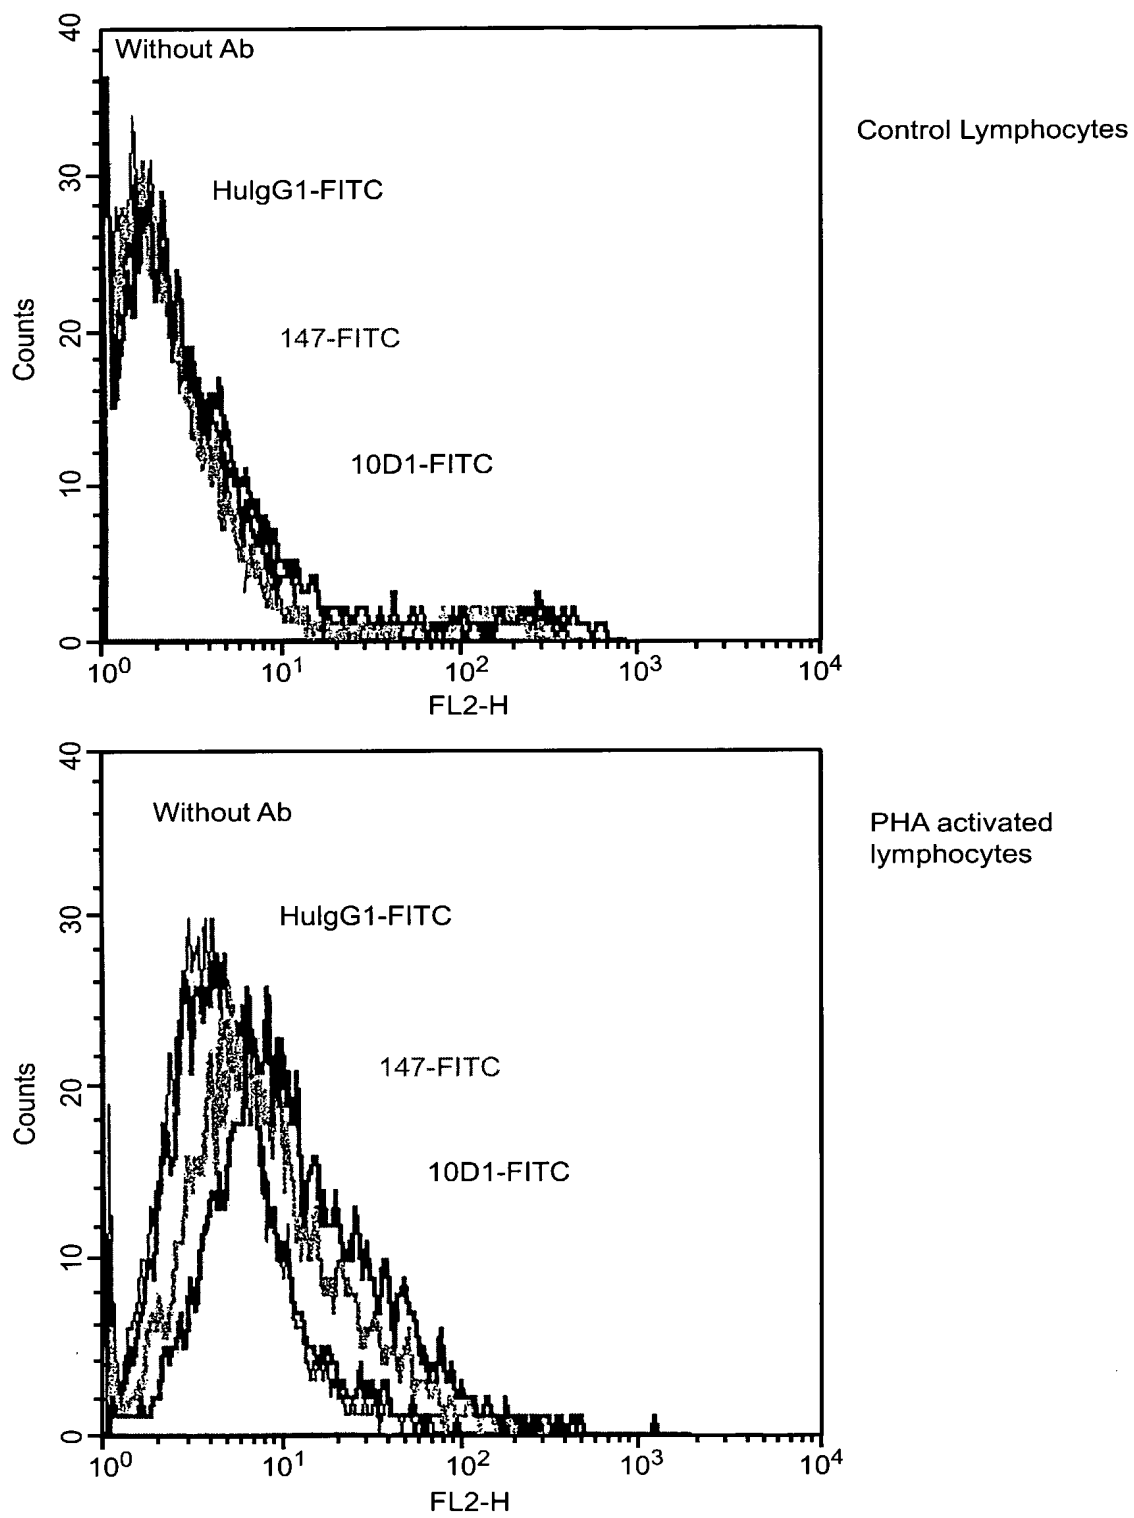 40
Without Ab
Control Lymphocytes
30
HuIgG1-FITC
20
147-FITC
Counts
10
10D1-FITC
0
10⁰ 10¹ 10² 10³ 10⁴
FL2-H
40
Without Ab
PHA activated
lymphocytes
30
HuIgG1-FITC
20
147-FITC
Counts
10D1-FITC
10
0
10⁰ 10¹ 10² 10³ 10⁴
FL2-H